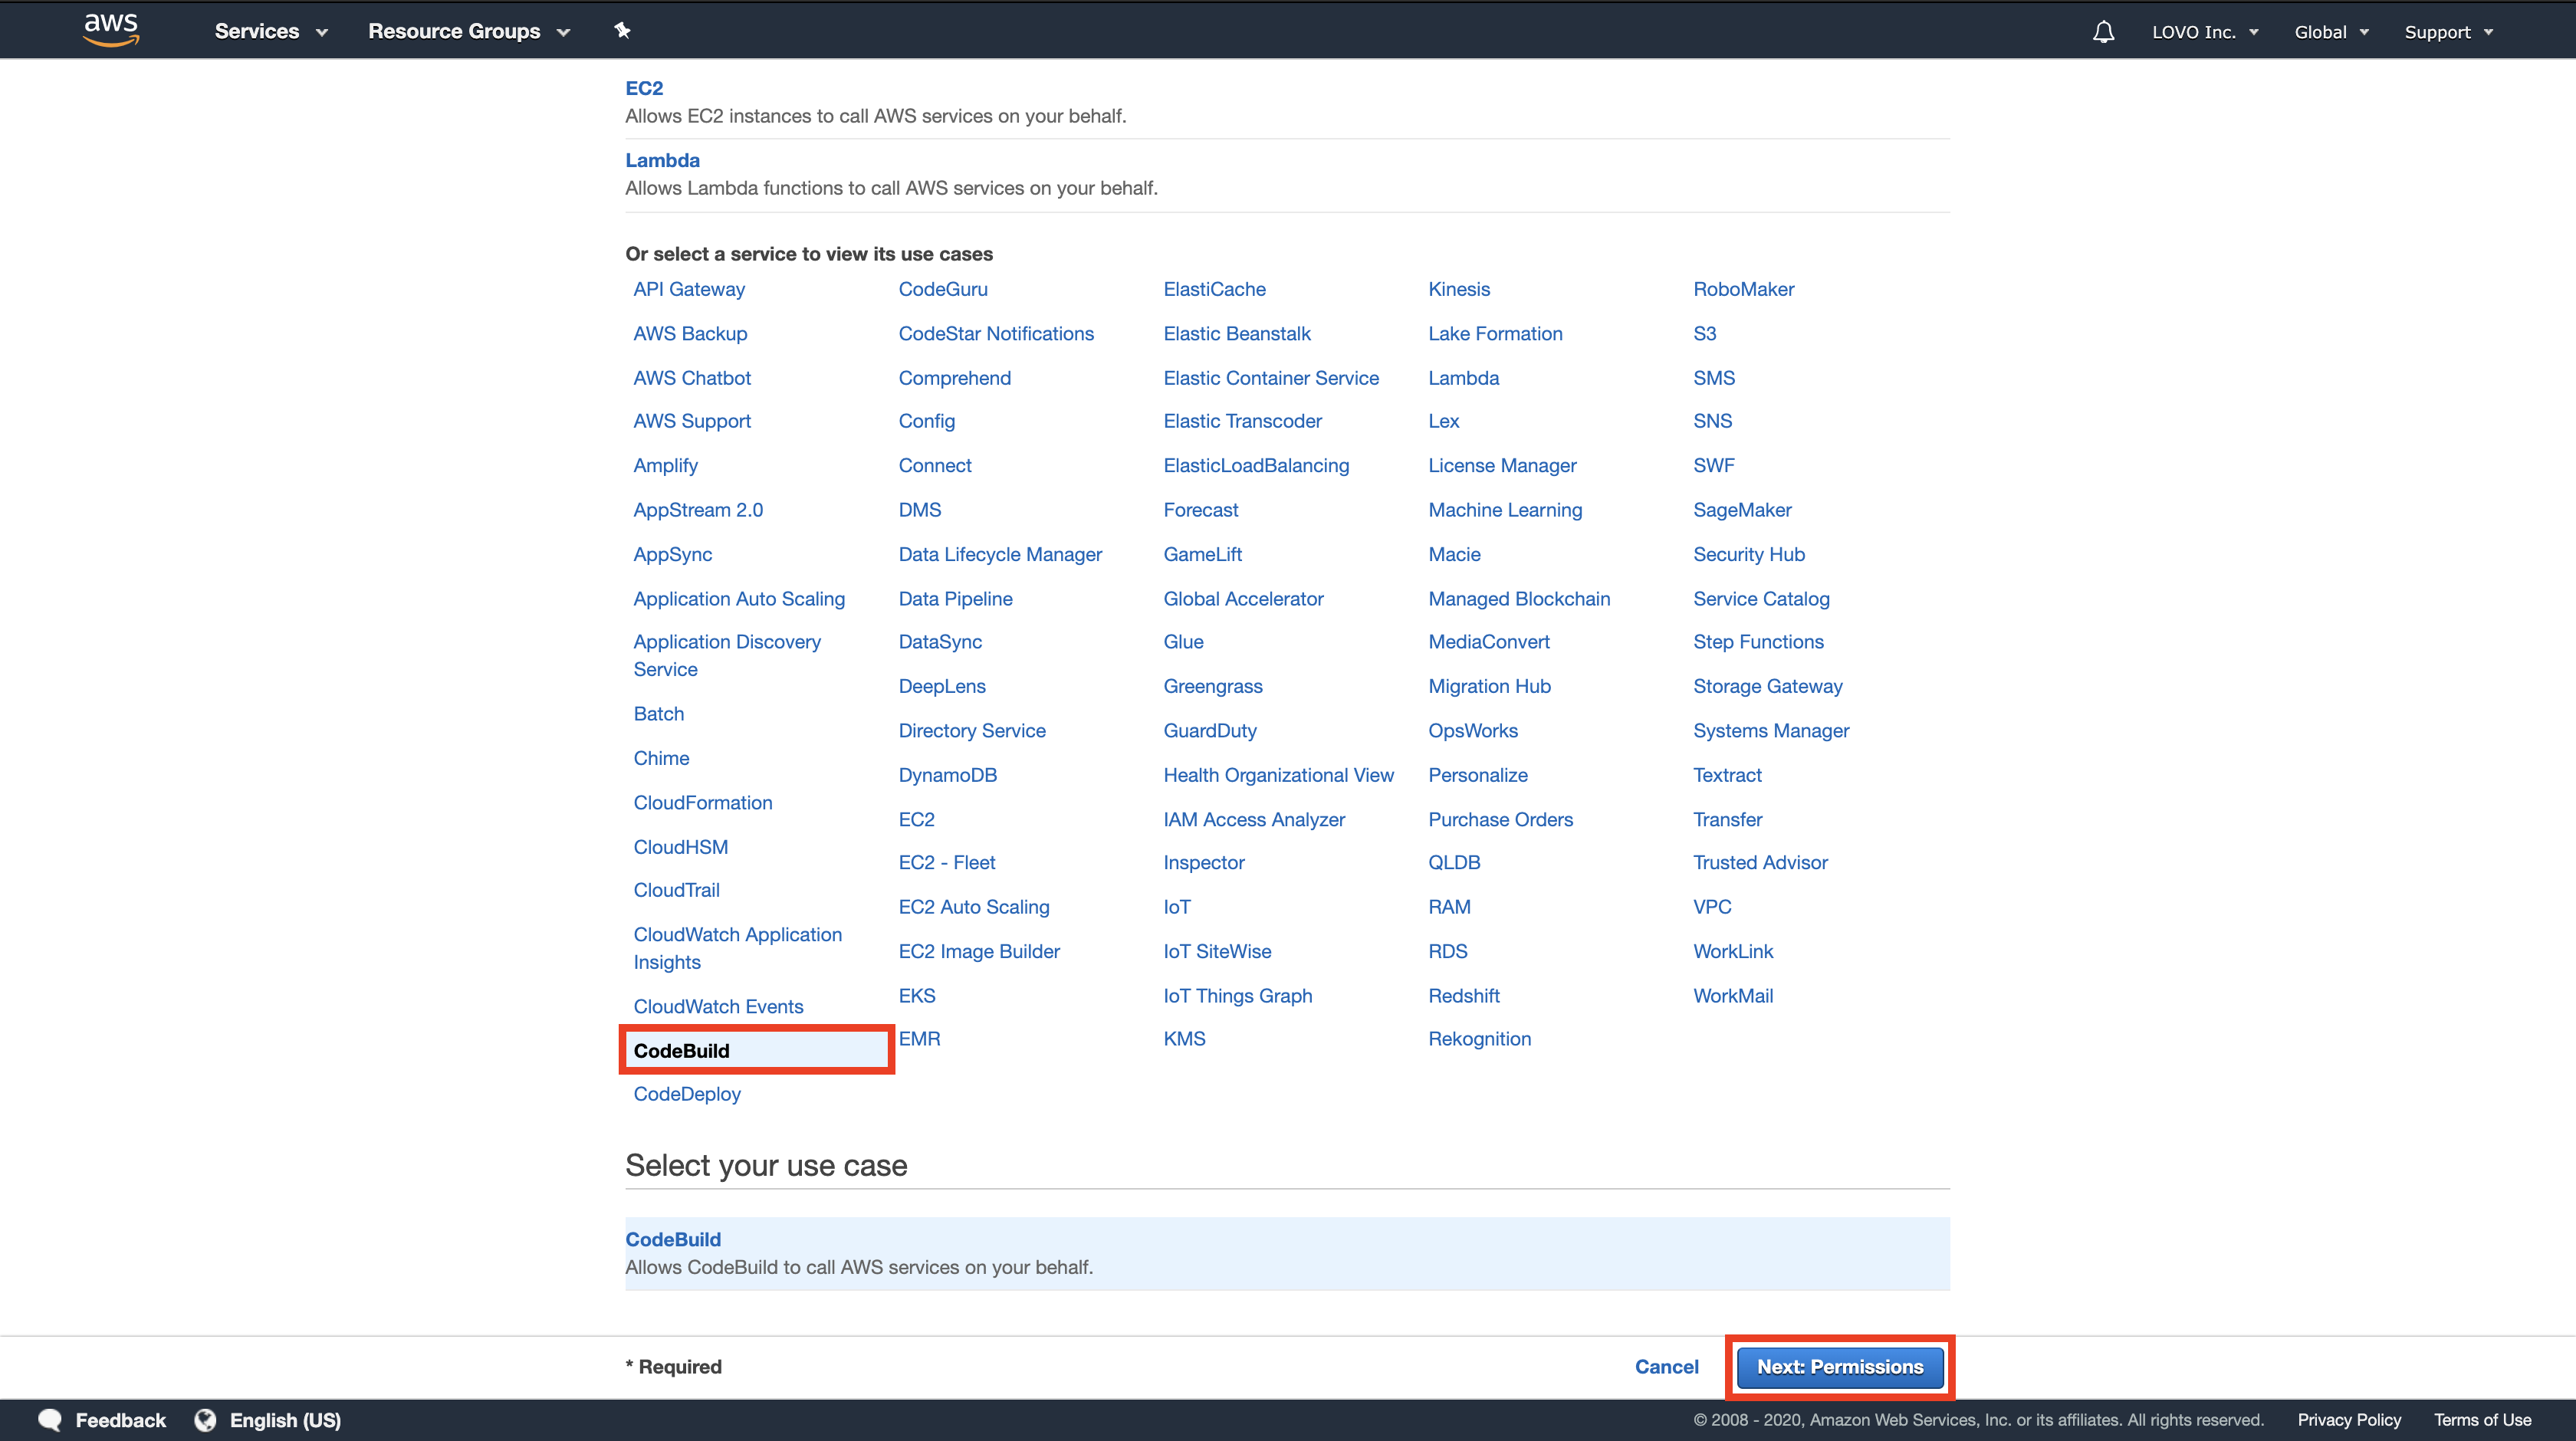 aws
Services
Resource Groups
LOVO Inc.
Global
Support
EC2
Allows EC2 instances to call AWS services on your behalf.
Lambda
Allows Lambda functions to call AWS services on your behalf.
Or select a service to view its use cases
API Gateway
AWS Backup
AWS Chatbot
AWS Support
Amplify
AppStream 2.0
AppSync
Application Auto Scaling
Application Discovery
Service
Batch
Chime
CloudFormation
CloudHSM
CloudTrail
CloudWatch Application
Insights
CloudWatch Events
CodeBuild
CodeDeploy
CodeGuru
CodeStar Notifications
Comprehend
Config
Connect
DMS
Data Lifecycle Manager
Data Pipeline
DataSync
DeepLens
Directory Service
DynamoDB
EC2
EC2 - Fleet
EC2 Auto Scaling
EC2 Image Builder
EKS
EMR
ElastiCache
Elastic Beanstalk
Elastic Container Service
Elastic Transcoder
ElasticLoadBalancing
Forecast
GameLift
Global Accelerator
Glue
Greengrass
GuardDuty
Health Organizational View
IAM Access Analyzer
Inspector
IoT
IoT SiteWise
IoT Things Graph
KMS
Kinesis
Lake Formation
Lambda
Lex
License Manager
Machine Learning
Macie
Managed Blockchain
MediaConvert
Migration Hub
OpsWorks
Personalize
Purchase Orders
QLDB
RAM
RDS
Redshift
Rekognition
RoboMaker
S3
SMS
SNS
SWF
SageMaker
Security Hub
Service Catalog
Step Functions
Storage Gateway
Systems Manager
Textract
Transfer
Trusted Advisor
VPC
WorkLink
WorkMail
Select your use case
CodeBuild
Allows CodeBuild to call AWS services on your behalf.
* Required
Cancel
Next: Permissions
Feedback
English (US)
© 2008 - 2020, Amazon Web Services, Inc. or its affiliates. All rights reserved.
Privacy Policy
Terms of Use